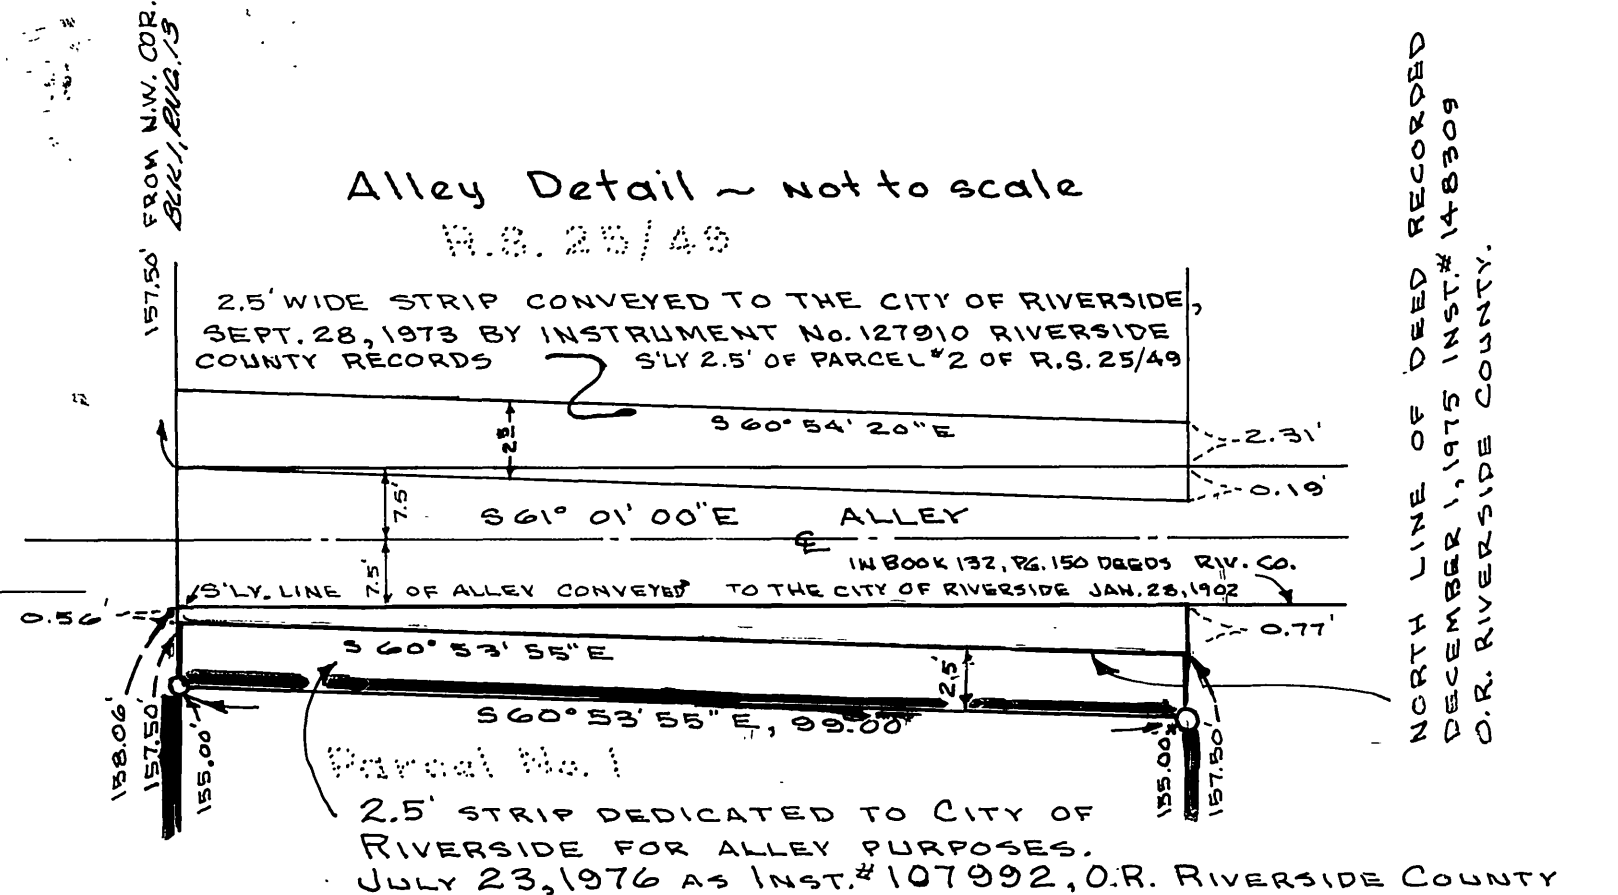 157.50' FROM N.W. COR.
BLK 1, RNG. 13
Alley Detail ~ Not to scale
R.S. 25/49
2.5' WIDE STRIP CONVEYED TO THE CITY OF RIVERSIDE,
SEPT. 28, 1973 BY INSTRUMENT No. 127910 RIVERSIDE
COUNTY RECORDS
S'LY 2.5' OF PARCEL #2 OF R.S. 25/49
S 60° 54' 20" E
2.5
2.31'
0.19'
7.5'
S 61° 01' 00" E ALLEY
℄
IN BOOK 132, PG. 150 DEEDS RIV. CO.
7.5'
S'LY. LINE OF ALLEY CONVEYED TO THE CITY OF RIVERSIDE JAN. 28, 1902
0.56'
0.77'
S 60° 53' 55" E
2.5'
S 60° 53' 55" E, 99.00'
158.06'
157.50'
155.00'
155.00'
157.50'
Parcel No. 1
2.5' STRIP DEDICATED TO CITY OF
RIVERSIDE FOR ALLEY PURPOSES.
JULY 23, 1976 AS INST. # 107992, O.R. RIVERSIDE COUNTY
NORTH LINE OF DEED RECORDED
DECEMBER 1, 1975 INST. # 148309
O.R. RIVERSIDE COUNTY.